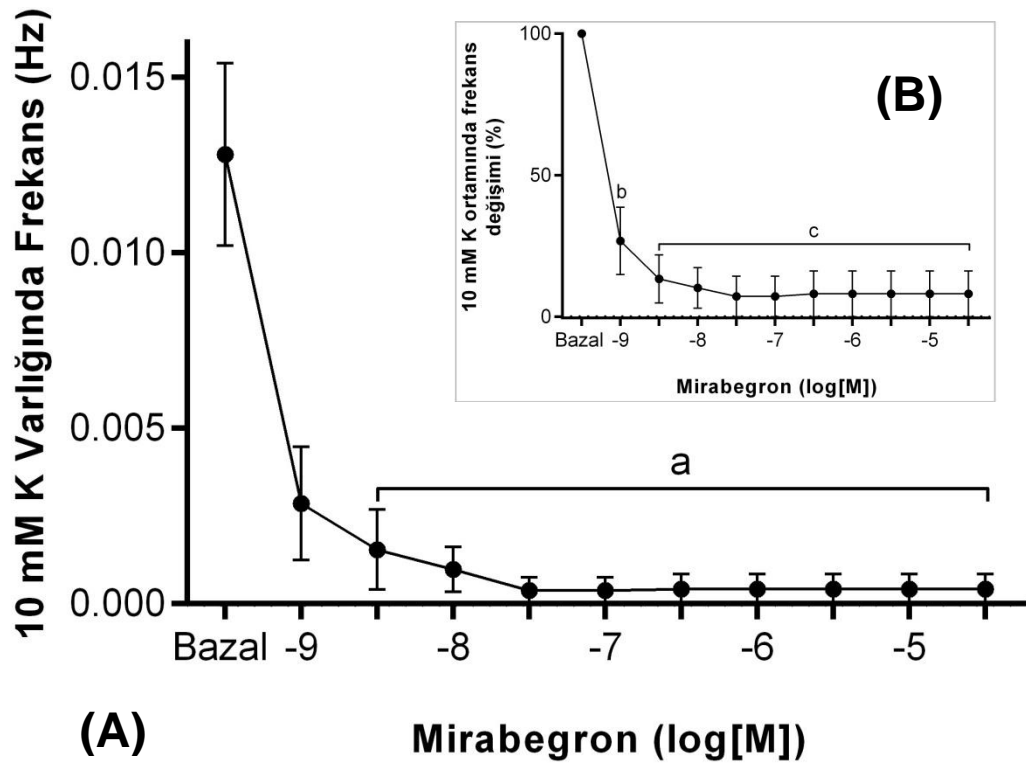 10 mM K Varlığında Frekans (Hz)
0.015
0.010
0.005
0.000
Bazal -9 -8 -7 -6 -5
a
(A)
Mirabegron (log[M])
10 mM K ortamında frekans
değişimi (%)
100
50
0
(B)
b
c
Bazal -9 -8 -7 -6 -5
Mirabegron (log[M])